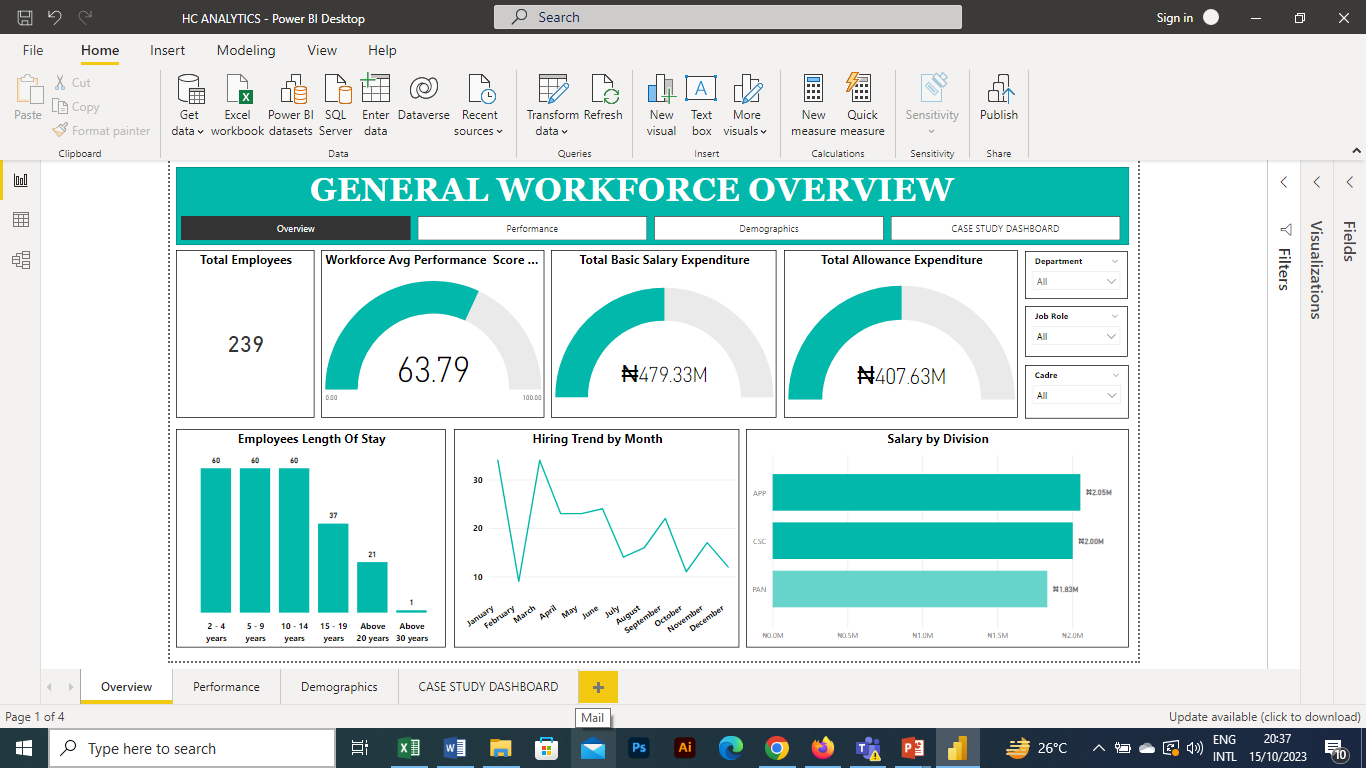 HC ANALYTICS - Power BI Desktop
Search
Sign in
File Home Insert Modeling View Help
Paste
Cut
Copy
Format painter
Clipboard
Get data
Excel workbook
Power BI datasets
SQL Server
Enter data
Dataverse
Recent sources
Data
Transform data
Refresh
Queries
New visual
Text box
More visuals
Insert
New measure
Quick measure
Calculations
Sensitivity
Sensitivity
Publish
Share
GENERAL WORKFORCE OVERVIEW
Overview
Performance
Demographics
CASE STUDY DASHBOARD
Total Employees
239
Workforce Avg Performance Score ...
63.79
0.00
100.00
Total Basic Salary Expenditure
₦479.33M
Total Allowance Expenditure
₦407.63M
Department
All
Job Role
All
Cadre
All
Filters
Visualizations
Fields
Employees Length Of Stay
60
60
60
37
21
1
2 - 4 years
5 - 9 years
10 - 14 years
15 - 19 years
Above 20 years
Above 30 years
Hiring Trend by Month
30
20
10
January
February
March
April
May
June
July
August
September
October
November
December
Salary by Division
APP
₦2.05M
CSC
₦2.00M
PAN
₦1.83M
₦0.0M
₦0.5M
₦1.0M
₦1.5M
₦2.0M
Overview
Performance
Demographics
CASE STUDY DASHBOARD
+
Page 1 of 4
Mail
Update available (click to download)
Type here to search
Ps
Ai
26°C
ENG
INTL
20:37
15/10/2023
10